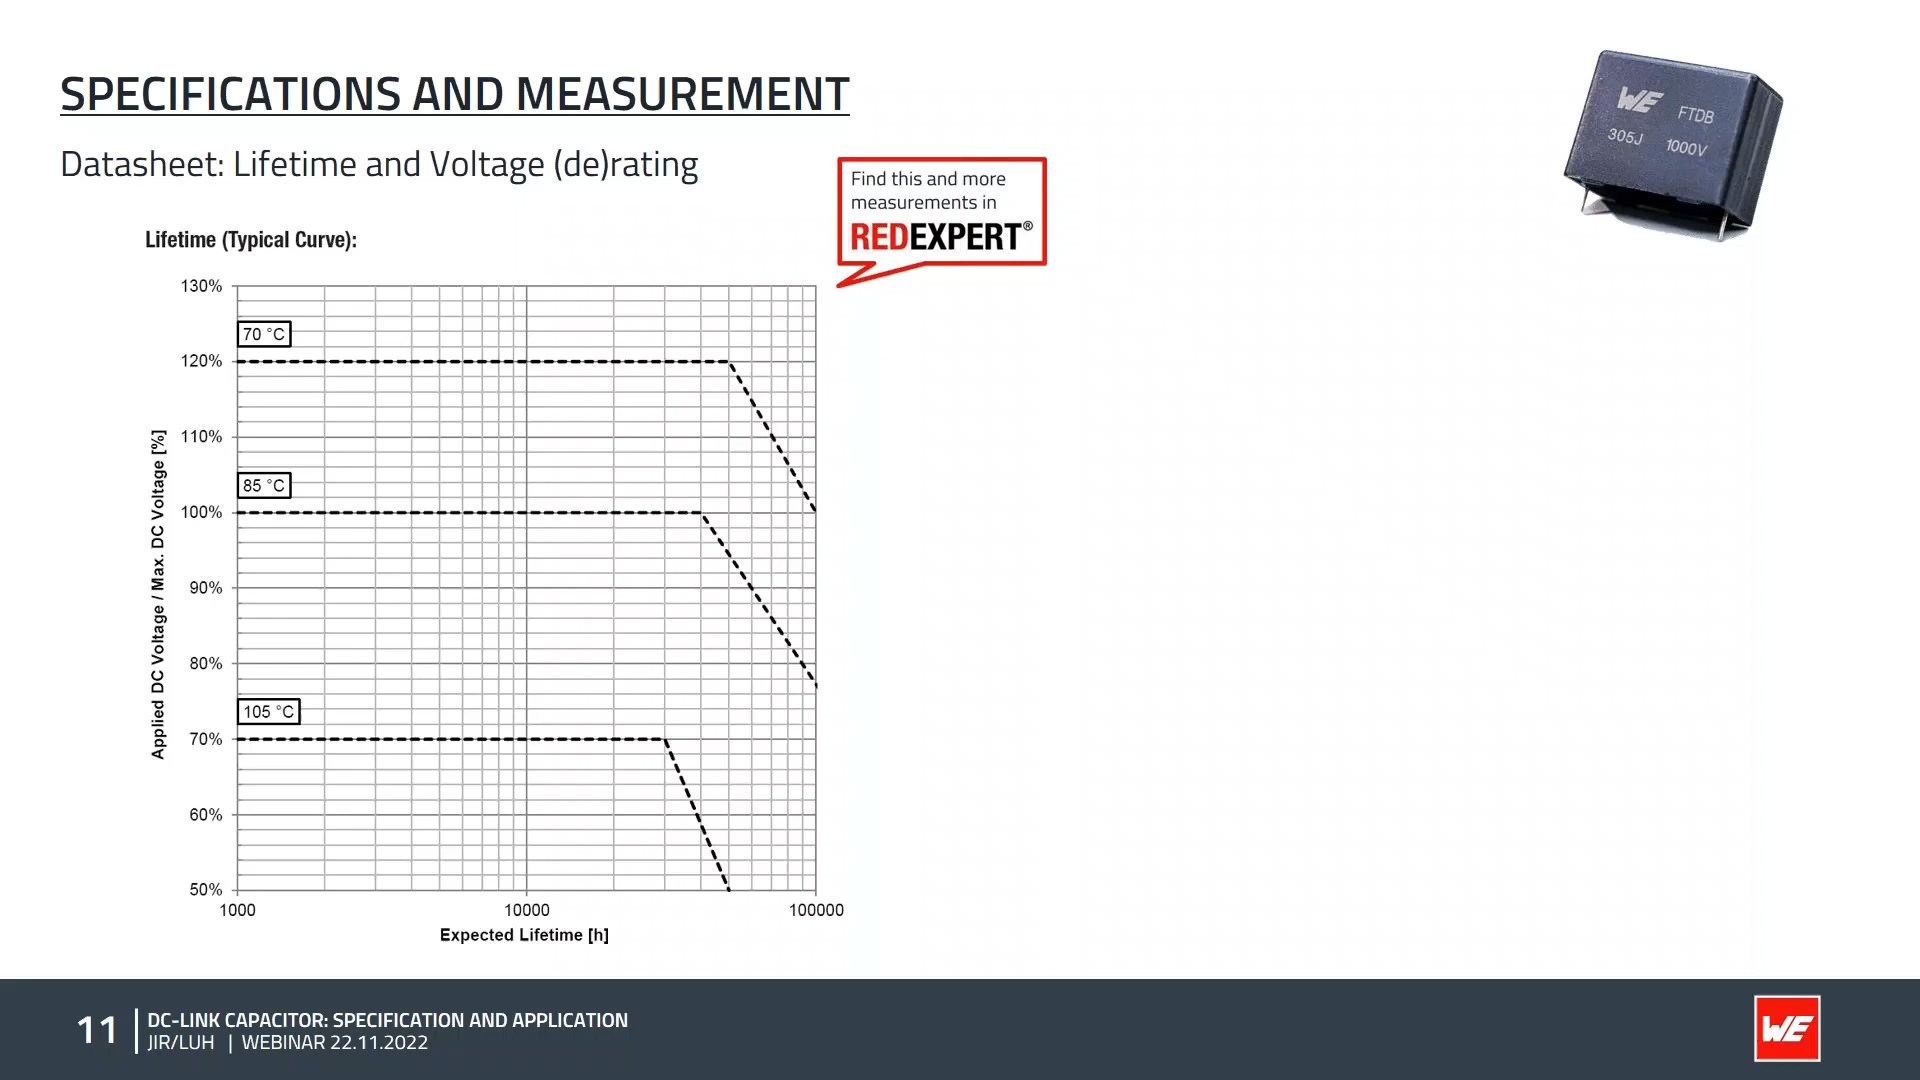 SPECIFICATIONS AND MEASUREMENT
Datasheet: Lifetime and Voltage (de)rating
WE FTDB
305J 1000V
Find this and more
measurements in
REDEXPERT®
Lifetime (Typical Curve):
130%
70 °C
120%
110%
85 °C
100%
90%
80%
105 °C
70%
60%
50%
Applied DC Voltage / Max. DC Voltage [%]
1000 10000 100000
Expected Lifetime [h]
11
DC-LINK CAPACITOR: SPECIFICATION AND APPLICATION
JIR/LUH | WEBINAR 22.11.2022
WE